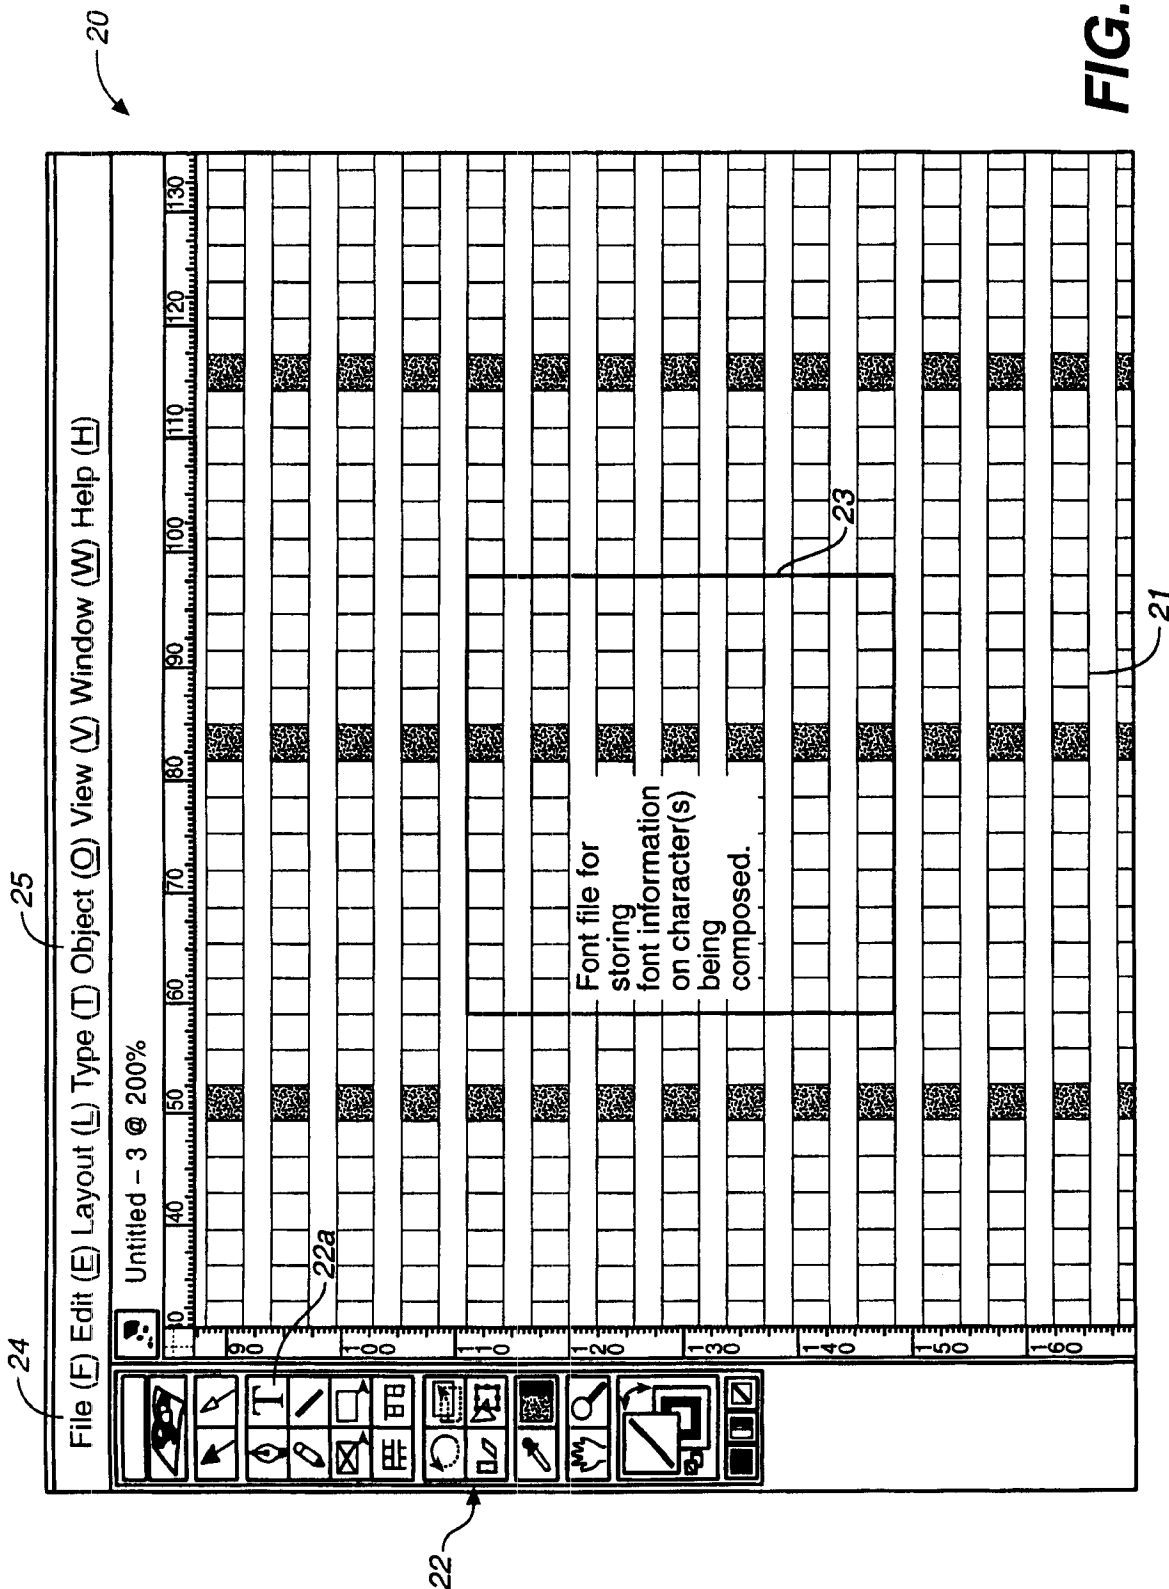 20
25
24
File (F) Edit (E) Layout (L) Type (T) Object (O) View (V) Window (W) Help (H)
Untitled – 3 @ 200%
40 50 60 70 80 90 100 110 120 130
22a
T
90
100
110
120
130
140
150
160
Font file for
storing
font information
on character(s)
being
composed.
23
22
21
FIG.